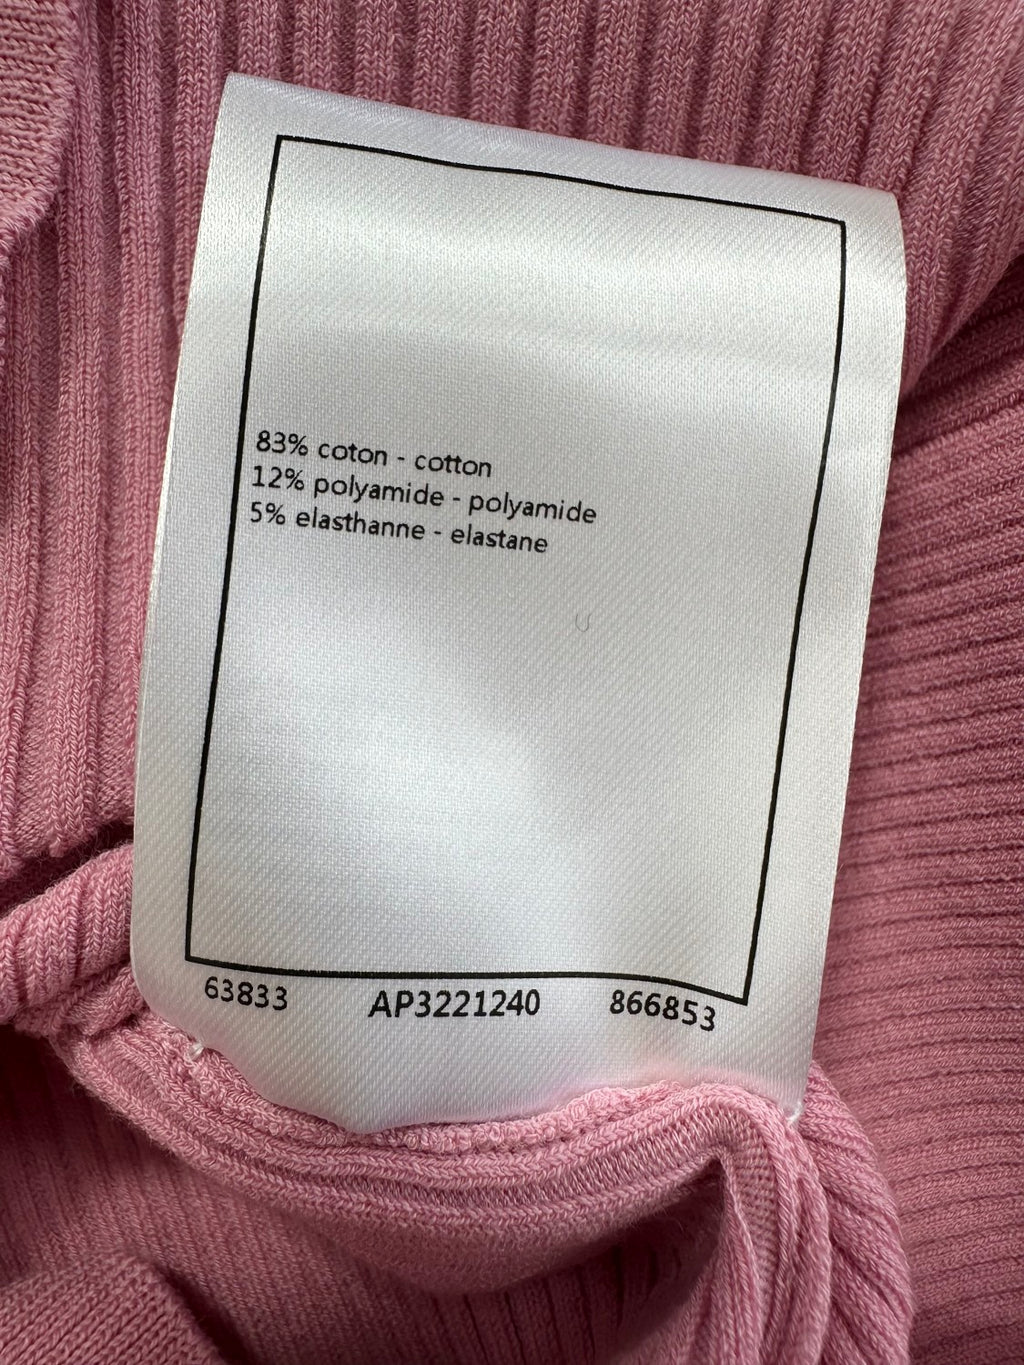 83% coton - cotton
12% polyamide - polyamide
5% elasthanne - elastane
63833 AP3221240 866853